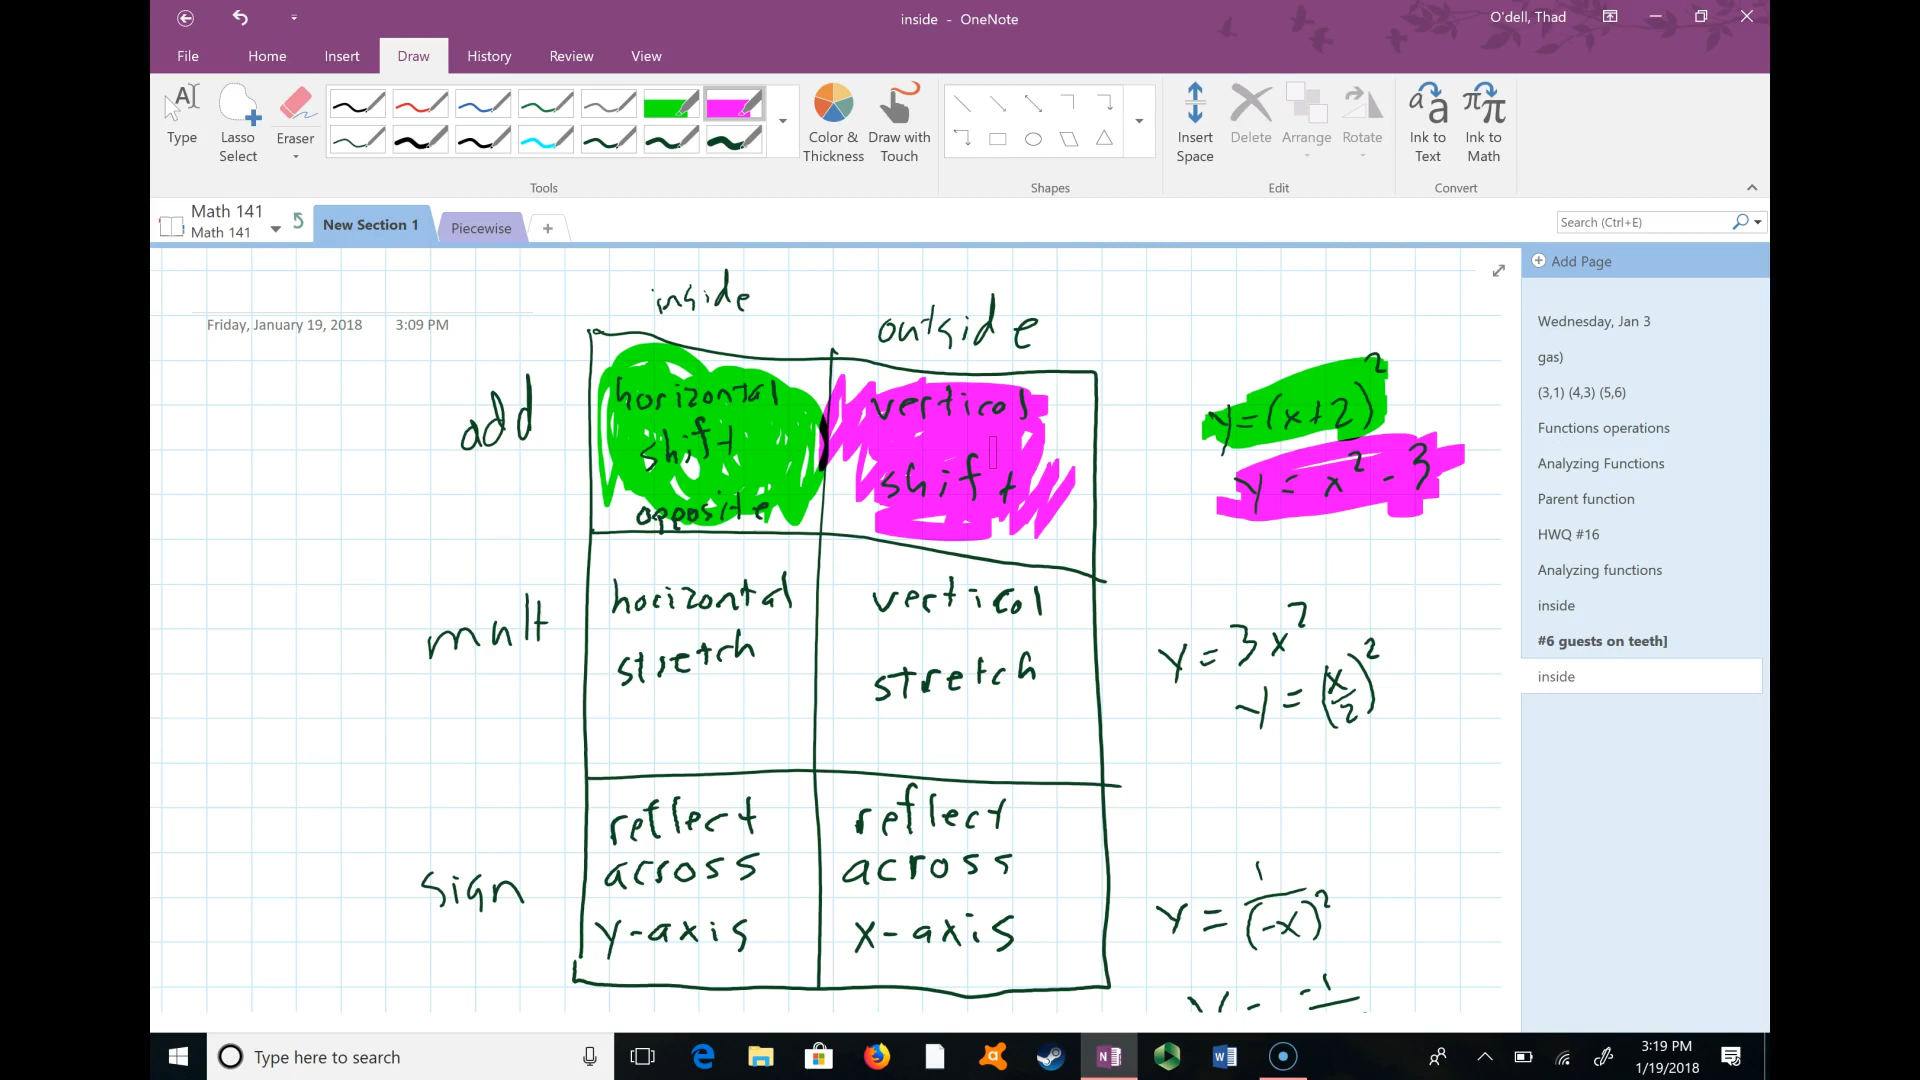 inside - OneNote
O'dell, Thad
File Home Insert Draw History Review View
Type
Lasso Select
Eraser
Color & Thickness
Draw with Touch
Insert Space
Delete
Arrange
Rotate
Ink to Text
Ink to Math
Tools Shapes Edit Convert
Math 141
Math 141
New Section 1
Piecewise
Search (Ctrl+E)
Add Page
Friday, January 19, 2018 3:09 PM
inside
outside
add
horizontal
shift
opposite
vertical
shift
y=(x+2)²
y = x² - 3
mult
horizontal
stretch
vertical
stretch
y = 3x²
y = (x/2)²
sign
reflect
across
y-axis
reflect
across
x-axis
y = 1/(-x)²
Wednesday, Jan 3
gas)
(3,1) (4,3) (5,6)
Functions operations
Analyzing Functions
Parent function
HWQ #16
Analyzing functions
inside
#6 guests on teeth]
inside
Type here to search
3:19 PM
1/19/2018